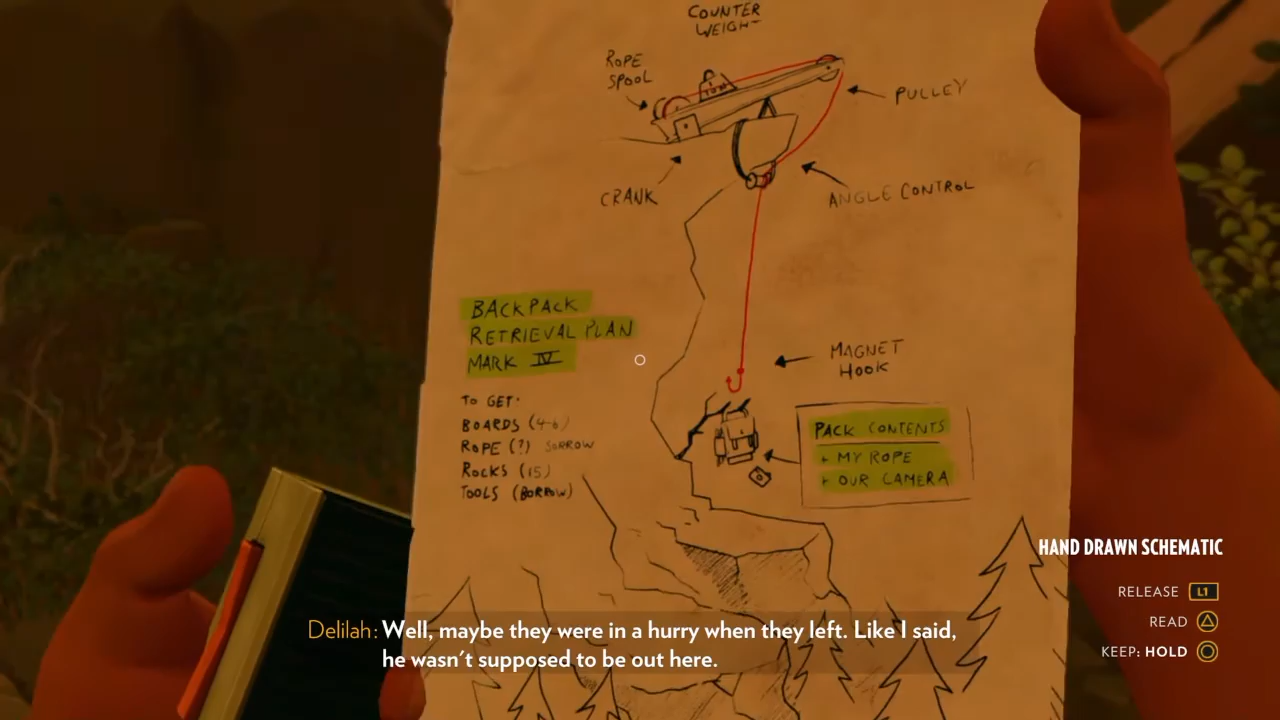 COUNTER
WEIGHT
ROPE
SPOOL
PULLEY
CRANK
ANGLE CONTROL
BACKPACK
RETRIEVAL PLAN
MARK IV
MAGNET
HOOK
TO GET:
BOARDS (4-6)
ROPE (?) SORROW
ROCKS (15)
TOOLS (BORROW)
PACK CONTENTS
MY ROPE
OUR CAMERA
HAND DRAWN SCHEMATIC
RELEASE L1
READ
KEEP: HOLD
Delilah: Well, maybe they were in a hurry when they left. Like I said,
he wasn't supposed to be out here.